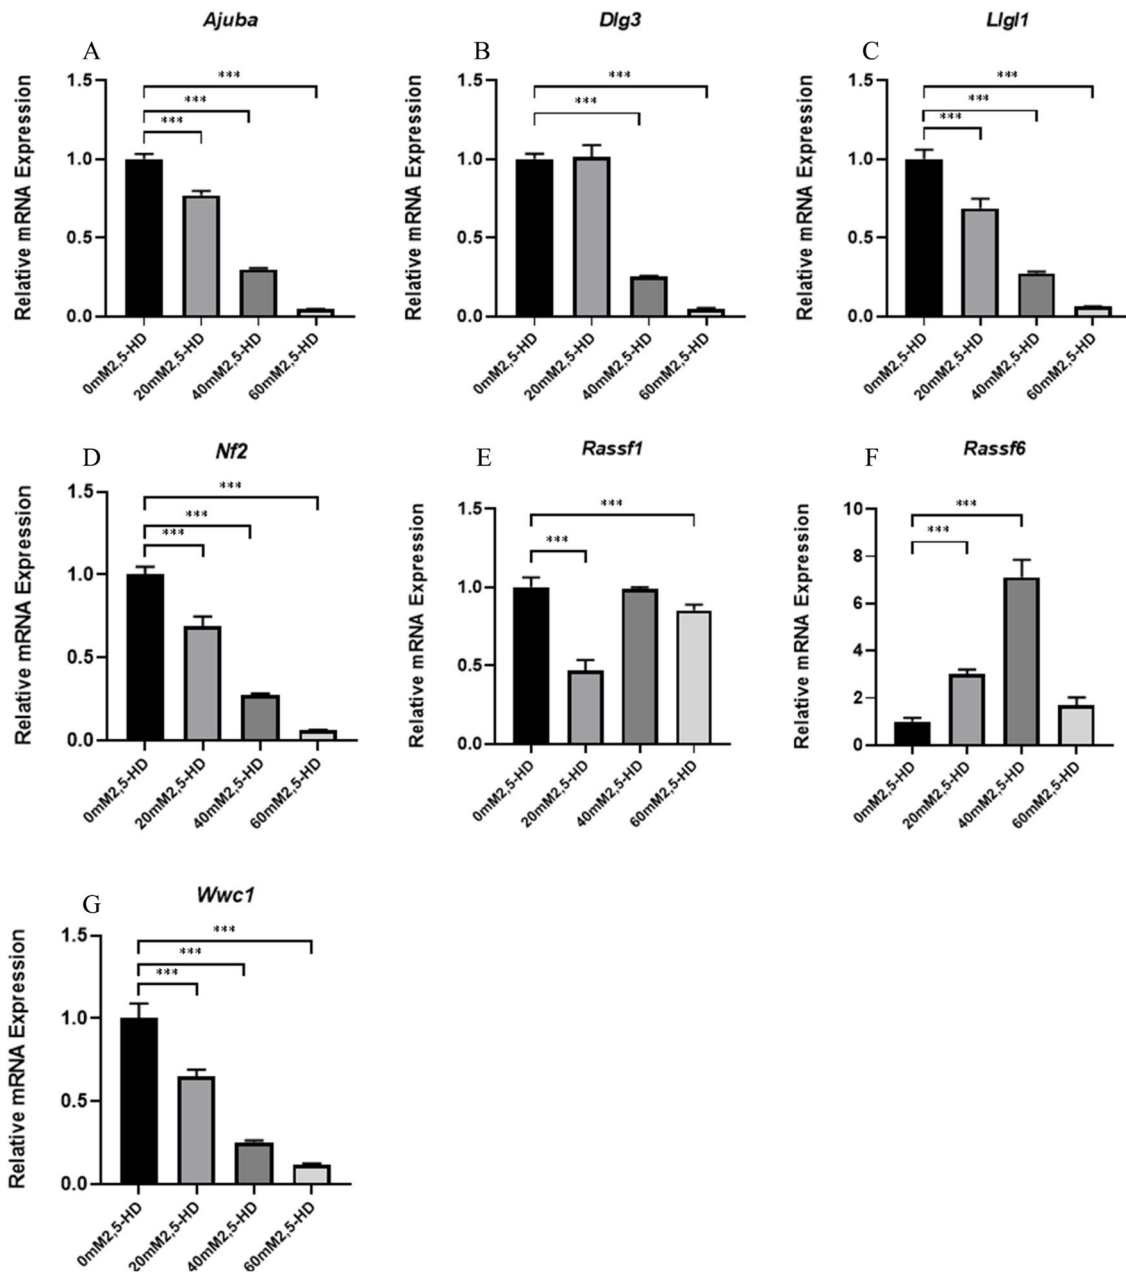 Ajuba
A
Relative mRNA Expression
1.5
1.0
0.5
0.0
***
***
***
0mM2,5-HD
20mM2,5-HD
40mM2,5-HD
60mM2,5-HD
Dlg3
B
Relative mRNA Expression
1.5
1.0
0.5
0.0
***
***
0mM2,5-HD
20mM2,5-HD
40mM2,5-HD
60mM2,5-HD
Llgl1
C
Relative mRNA Expression
1.5
1.0
0.5
0.0
***
***
***
0mM2,5-HD
20mM2,5-HD
40mM2,5-HD
60mM2,5-HD
Nf2
D
Relative mRNA Expression
1.5
1.0
0.5
0.0
***
***
***
0mM2,5-HD
20mM2,5-HD
40mM2,5-HD
60mM2,5-HD
Rassf1
E
Relative mRNA Expression
1.5
1.0
0.5
0.0
***
***
0mM2,5-HD
20mM2,5-HD
40mM2,5-HD
60mM2,5-HD
Rassf6
F
Relative mRNA Expression
10
8
6
4
2
0
***
***
0mM2,5-HD
20mM2,5-HD
40mM2,5-HD
60mM2,5-HD
Wwc1
G
Relative mRNA Expression
1.5
1.0
0.5
0.0
***
***
***
0mM2,5-HD
20mM2,5-HD
40mM2,5-HD
60mM2,5-HD